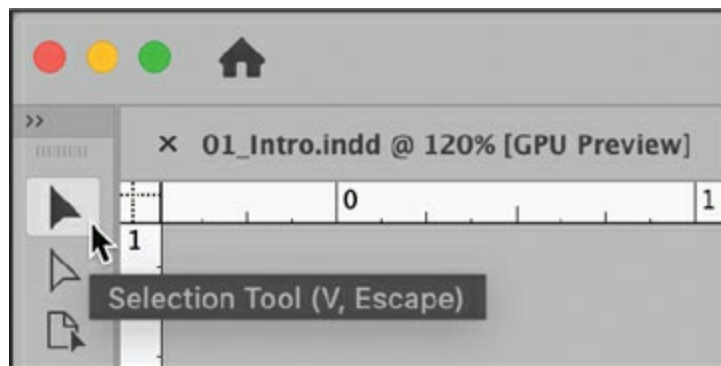 >>
× 01_Intro.indd @ 120% [GPU Preview]
0 1
1
Selection Tool (V, Escape)